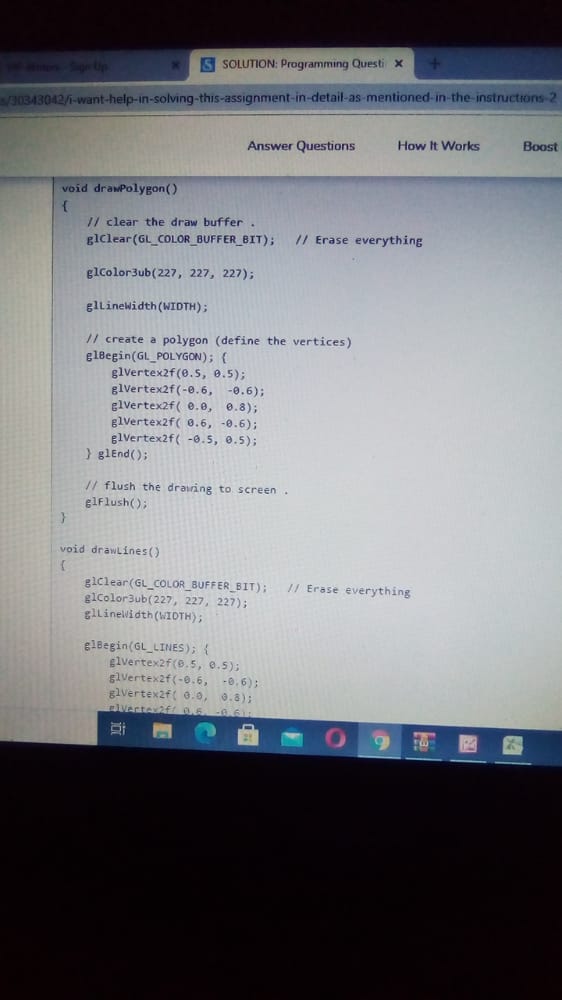 Sign Up
SOLUTION: Programming Questi
/30343042/i-want-help-in-solving-this-assignment-in-detail-as-mentioned-in-the-instructions-2
Answer Questions How It Works Boost
void drawPolygon()
{
// clear the draw buffer .
glClear(GL_COLOR_BUFFER_BIT); // Erase everything
glColor3ub(227, 227, 227);
glLineWidth(WIDTH);
// create a polygon (define the vertices)
glBegin(GL_POLYGON); {
glVertex2f(0.5, 0.5);
glVertex2f(-0.6, -0.6);
glVertex2f( 0.0, 0.8);
glVertex2f( 0.6, -0.6);
glVertex2f( -0.5, 0.5);
} glEnd();
// flush the drawing to screen .
glFlush();
}
void drawLines()
{
glClear(GL_COLOR_BUFFER_BIT); // Erase everything
glColor3ub(227, 227, 227);
glLineWidth(WIDTH);
glBegin(GL_LINES); {
glVertex2f(0.5, 0.5);
glVertex2f(-0.6, -0.6);
glVertex2f( 0.0, 0.8);
glVertex2f( 0.6, -0.6);